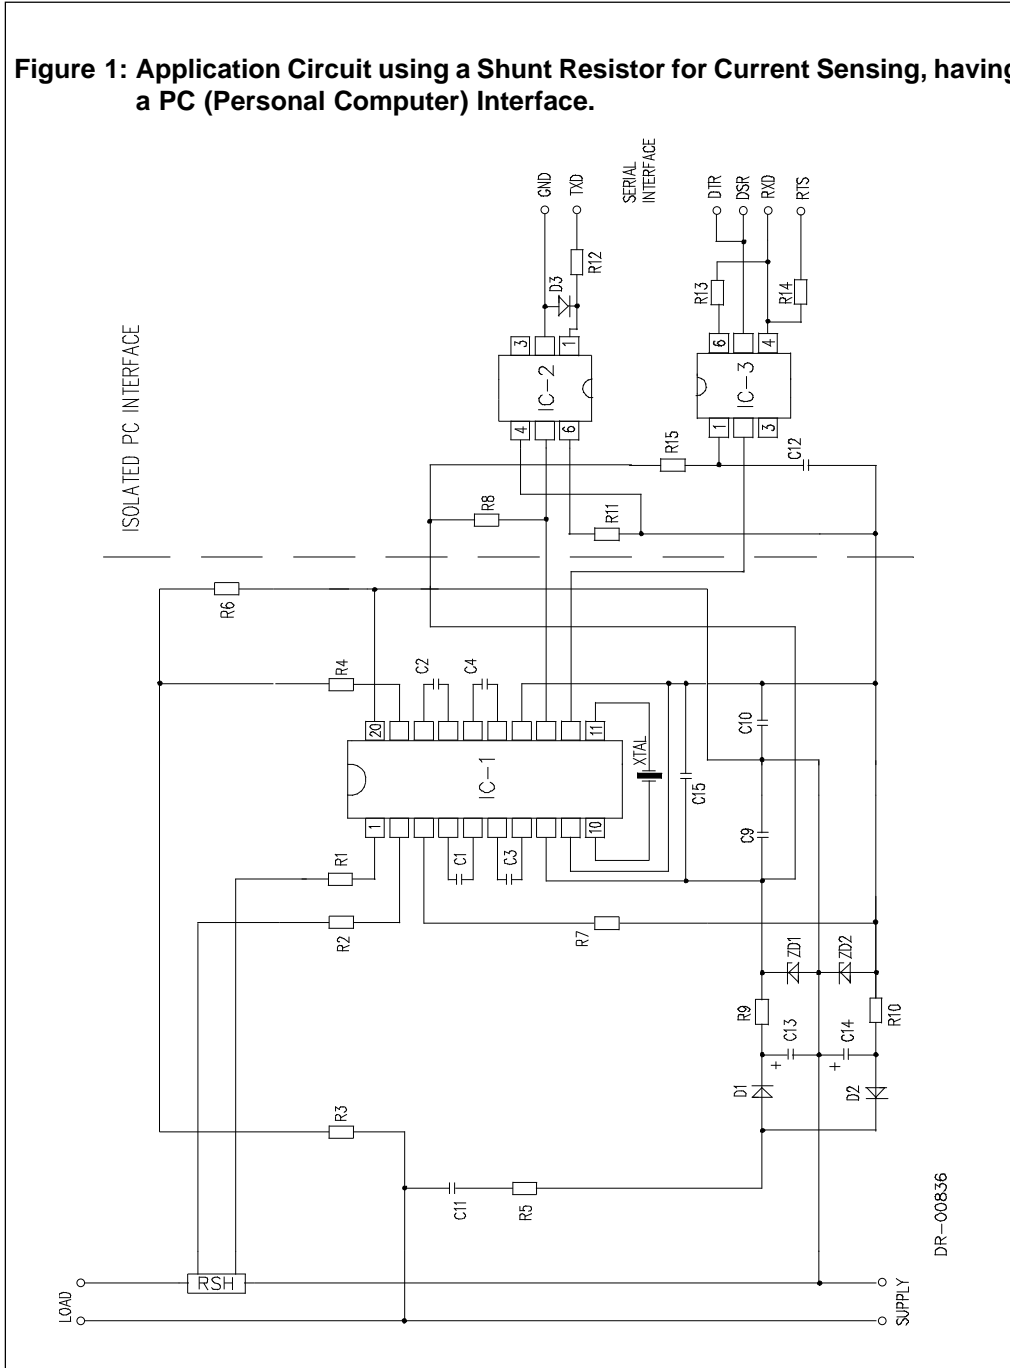 Figure 1: Application Circuit using a Shunt Resistor for Current Sensing, having
a PC (Personal Computer) Interface.
GND
TXD
SERIAL
INTERFACE
DTR
DSR
RXD
RTS
R12
D3
R13
R14
ISOLATED PC INTERFACE
3
1
IC-2
4
6
6
4
IC-3
1
3
R15
C12
R8
R11
R6
R4
C2
C4
20
11
IC-1
XTAL
1
10
C15
C10
C9
R1
R2
C1
C3
R7
ZD1
ZD2
R9
R10
C13
C14
+
+
D1
D2
R3
C11
R5
RSH
LOAD
SUPPLY
DR-00836